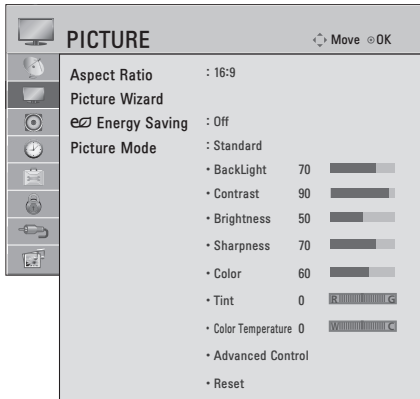 PICTURE Move ⊙OK
Aspect Ratio : 16:9
Picture Wizard
Energy Saving : Off
Picture Mode : Standard
• BackLight 70
• Contrast 90
• Brightness 50
• Sharpness 70
• Color 60
• Tint 0 R G
• Color Temperature 0 W C
• Advanced Control
• Reset